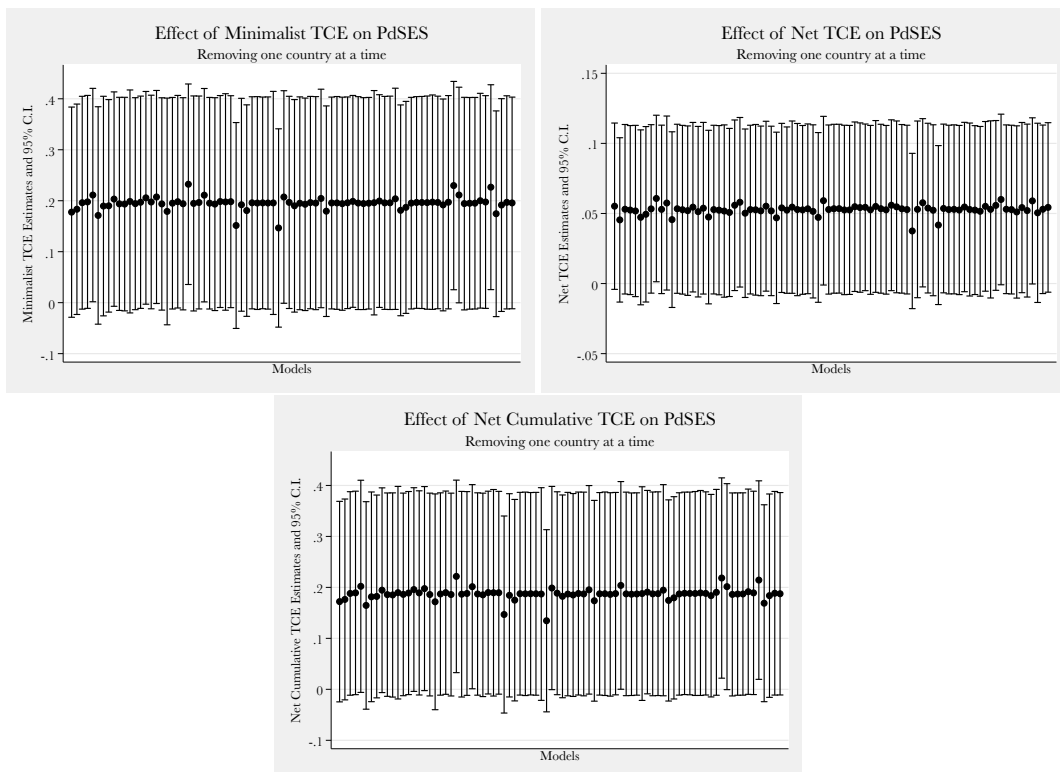 Effect of Minimalist TCE on PdSES
Removing one country at a time
Minimalist TCE Estimates and 95% C.I.
.4
.3
.2
.1
0
-.1
Models
Effect of Net TCE on PdSES
Removing one country at a time
Net TCE Estimates and 95% C.I.
.15
.1
.05
0
-.05
Models
Effect of Net Cumulative TCE on PdSES
Removing one country at a time
Net Cumulative TCE Estimates and 95% C.I.
.4
.3
.2
.1
0
-.1
Models